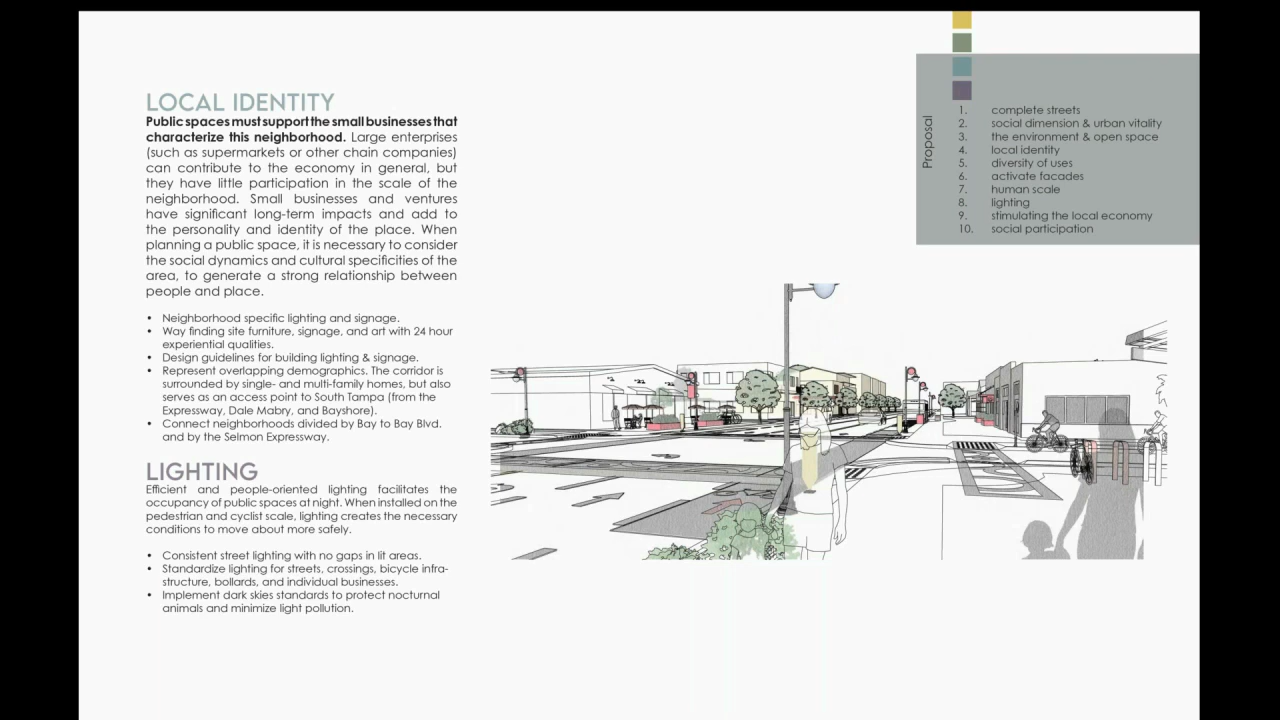 LOCAL IDENTITY
Public spaces must support the small businesses that
characterize this neighborhood. Large enterprises
(such as supermarkets or other chain companies)
can contribute to the economy in general, but
they have little participation in the scale of the
neighborhood. Small businesses and ventures
have significant long-term impacts and add to
the personality and identity of the place. When
planning a public space, it is necessary to consider
the social dynamics and cultural specificities of the
area, to generate a strong relationship between
people and place.
• Neighborhood specific lighting and signage.
• Way finding site furniture, signage, and art with 24 hour
experiential qualities.
• Design guidelines for building lighting & signage.
• Represent overlapping demographics. The corridor is
surrounded by single- and multi-family homes, but also
serves as an access point to South Tampa (from the
Expressway, Dale Mabry, and Bayshore).
• Connect neighborhoods divided by Bay to Bay Blvd.
and by the Selmon Expressway.
LIGHTING
Efficient and people-oriented lighting facilitates the
occupancy of public spaces at night. When installed on the
pedestrian and cyclist scale, lighting creates the necessary
conditions to move about more safely.
• Consistent street lighting with no gaps in lit areas.
• Standardize lighting for streets, crossings, bicycle infra-
structure, bollards, and individual businesses.
• Implement dark skies standards to protect nocturnal
animals and minimize light pollution.
Proposal
1. complete streets
2. social dimension & urban vitality
3. the environment & open space
4. local identity
5. diversity of uses
6. activate facades
7. human scale
8. lighting
9. stimulating the local economy
10. social participation